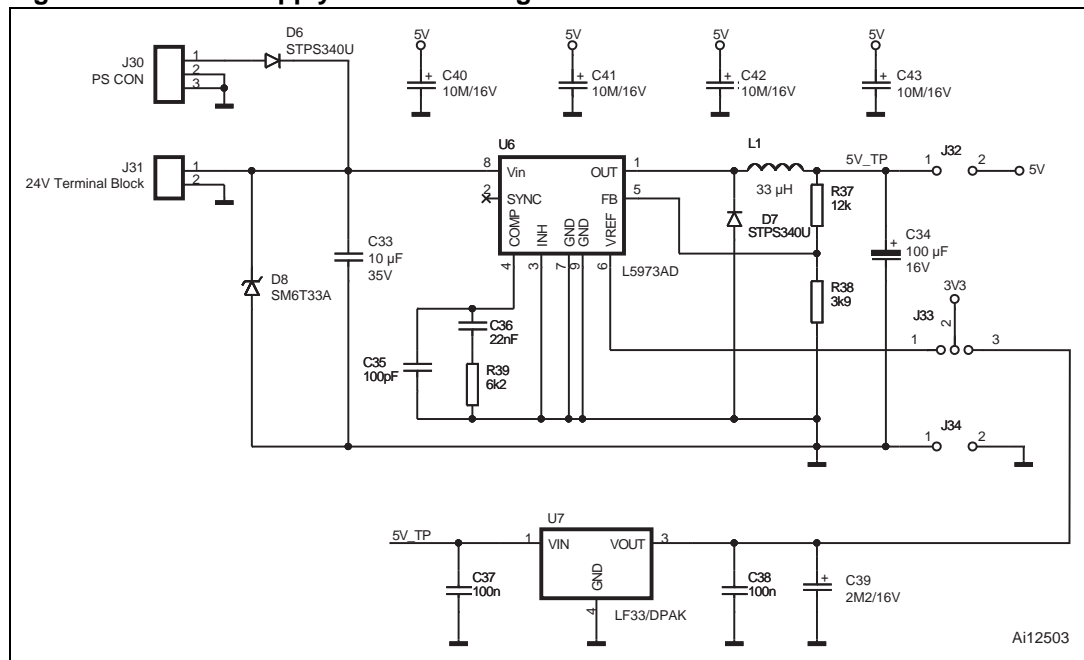 D6
STPS340U
J30
PS CON
1
2
3
5V
C40
10M/16V
5V
C41
10M/16V
5V
C42
10M/16V
5V
C43
10M/16V
J31
24V Terminal Block
1
2
U6
8
Vin
OUT
1
2
SYNC
FB
5
COMP
INH
GND
GND
VREF
4
3
7
9
6
L5973AD
L1
33 µH
5V_TP
J32
1
2
5V
R37
12k
D7
STPS340U
C34
100 µF
16V
R38
3k9
C33
10 µF
35V
D8
SM6T33A
C36
22nF
C35
100pF
R39
6k2
3V3
J33
1
2
3
J34
1
2
U7
5V_TP
1
VIN
VOUT
3
GND
4
LF33/DPAK
C37
100n
C38
100n
C39
2M2/16V
Ai12503